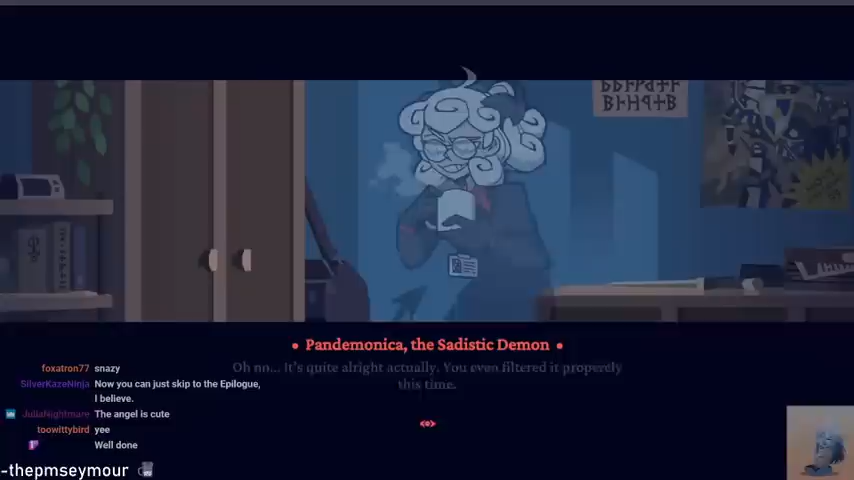 • Pandemonica, the Sadistic Demon •
Oh no... It's quite alright actually. You even filtered it properly
this time.
foxatron77 snazy
SilverKazeNinja Now you can just skip to the Epilogue,
I believe.
JuliaNightmare The angel is cute
toowittybird yee
Well done
-thepmseymour